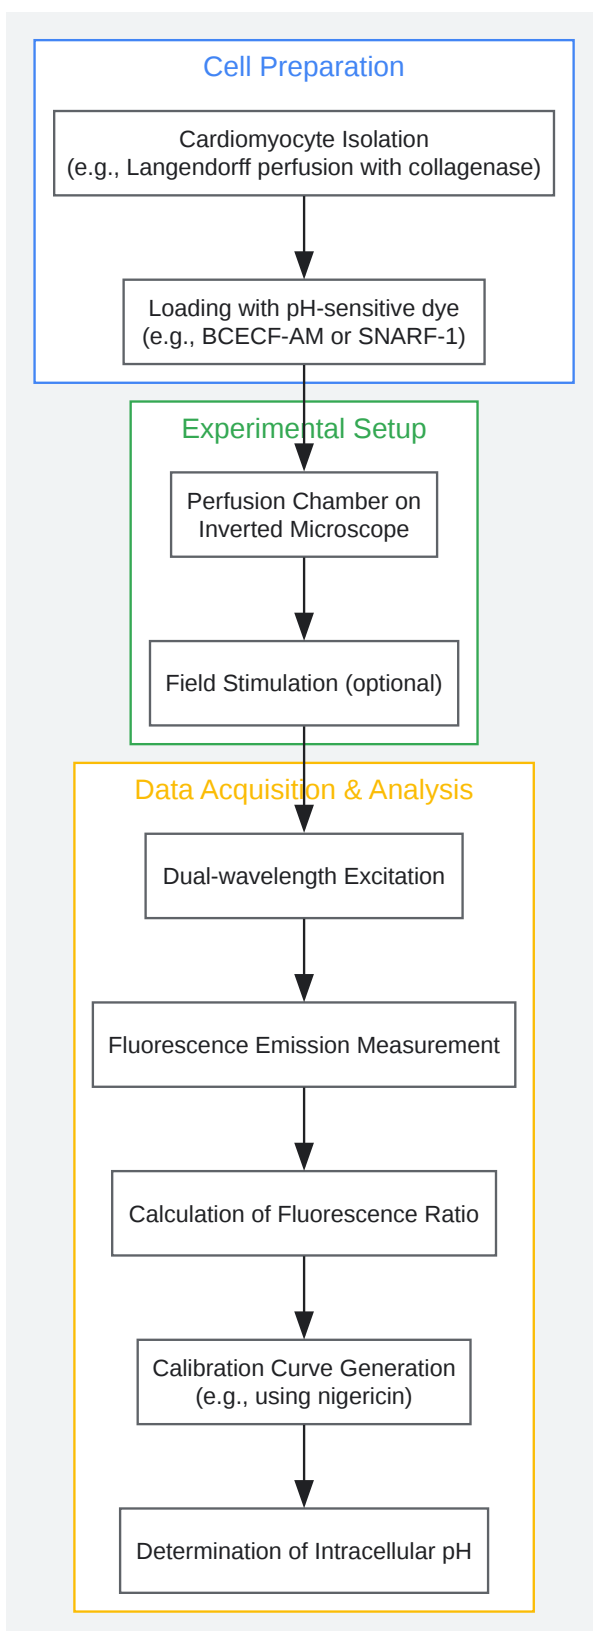 Cell Preparation
Cardiomyocyte Isolation
(e.g., Langendorff perfusion with collagenase)
Loading with pH-sensitive dye
(e.g., BCECF-AM or SNARF-1)
Experimental Setup
Perfusion Chamber on
Inverted Microscope
Field Stimulation (optional)
Data Acquisition & Analysis
Dual-wavelength Excitation
Fluorescence Emission Measurement
Calculation of Fluorescence Ratio
Calibration Curve Generation
(e.g., using nigericin)
Determination of Intracellular pH